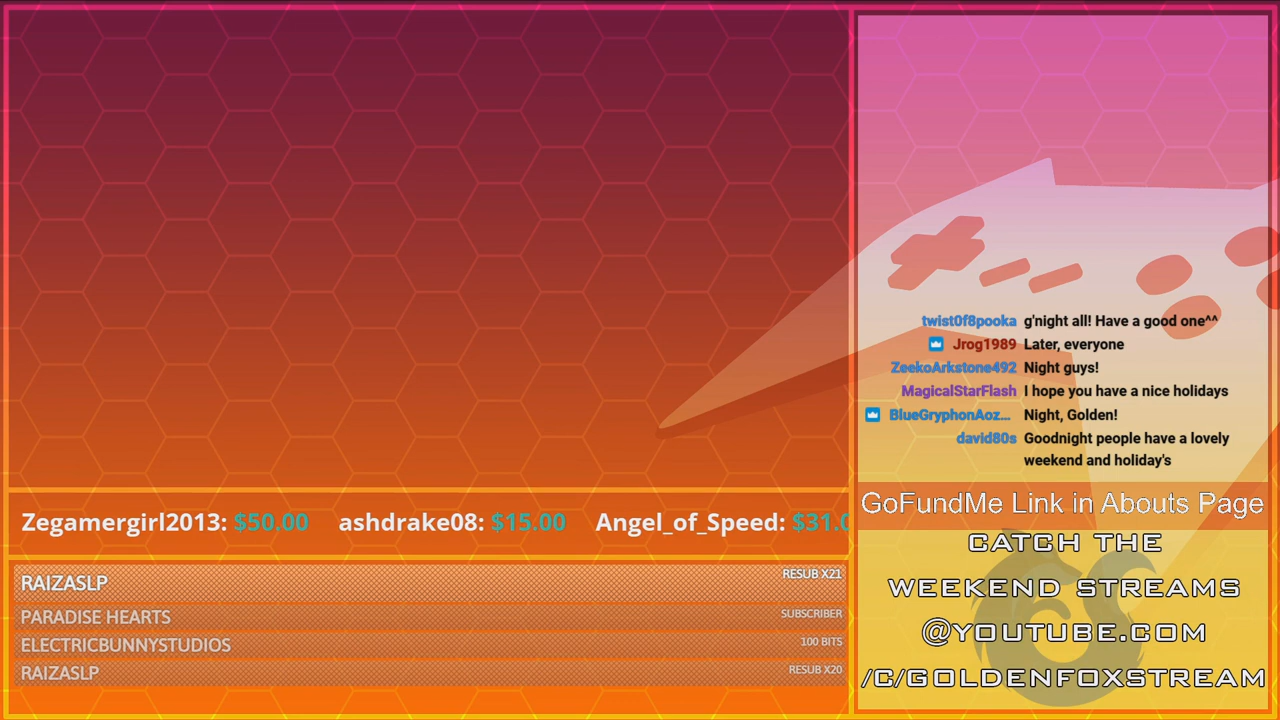 twist0f8pooka g'night all! Have a good one^^
Jrog1989 Later, everyone
ZeekoArkstone492 Night guys!
MagicalStarFlash I hope you have a nice holidays
BlueGryphonAoz... Night, Golden!
david80s Goodnight people have a lovely
weekend and holiday's
GoFundMe Link in Abouts Page
CATCH THE
WEEKEND STREAMS
@YOUTUBE.COM
/C/GOLDENFOXSTREAM
Zegamergirl2013: $50.00 ashdrake08: $15.00 Angel_of_Speed: $31.0
RAIZASLP RESUB X21
PARADISE HEARTS SUBSCRIBER
ELECTRICBUNNYSTUDIOS 100 BITS
RAIZASLP RESUB X20